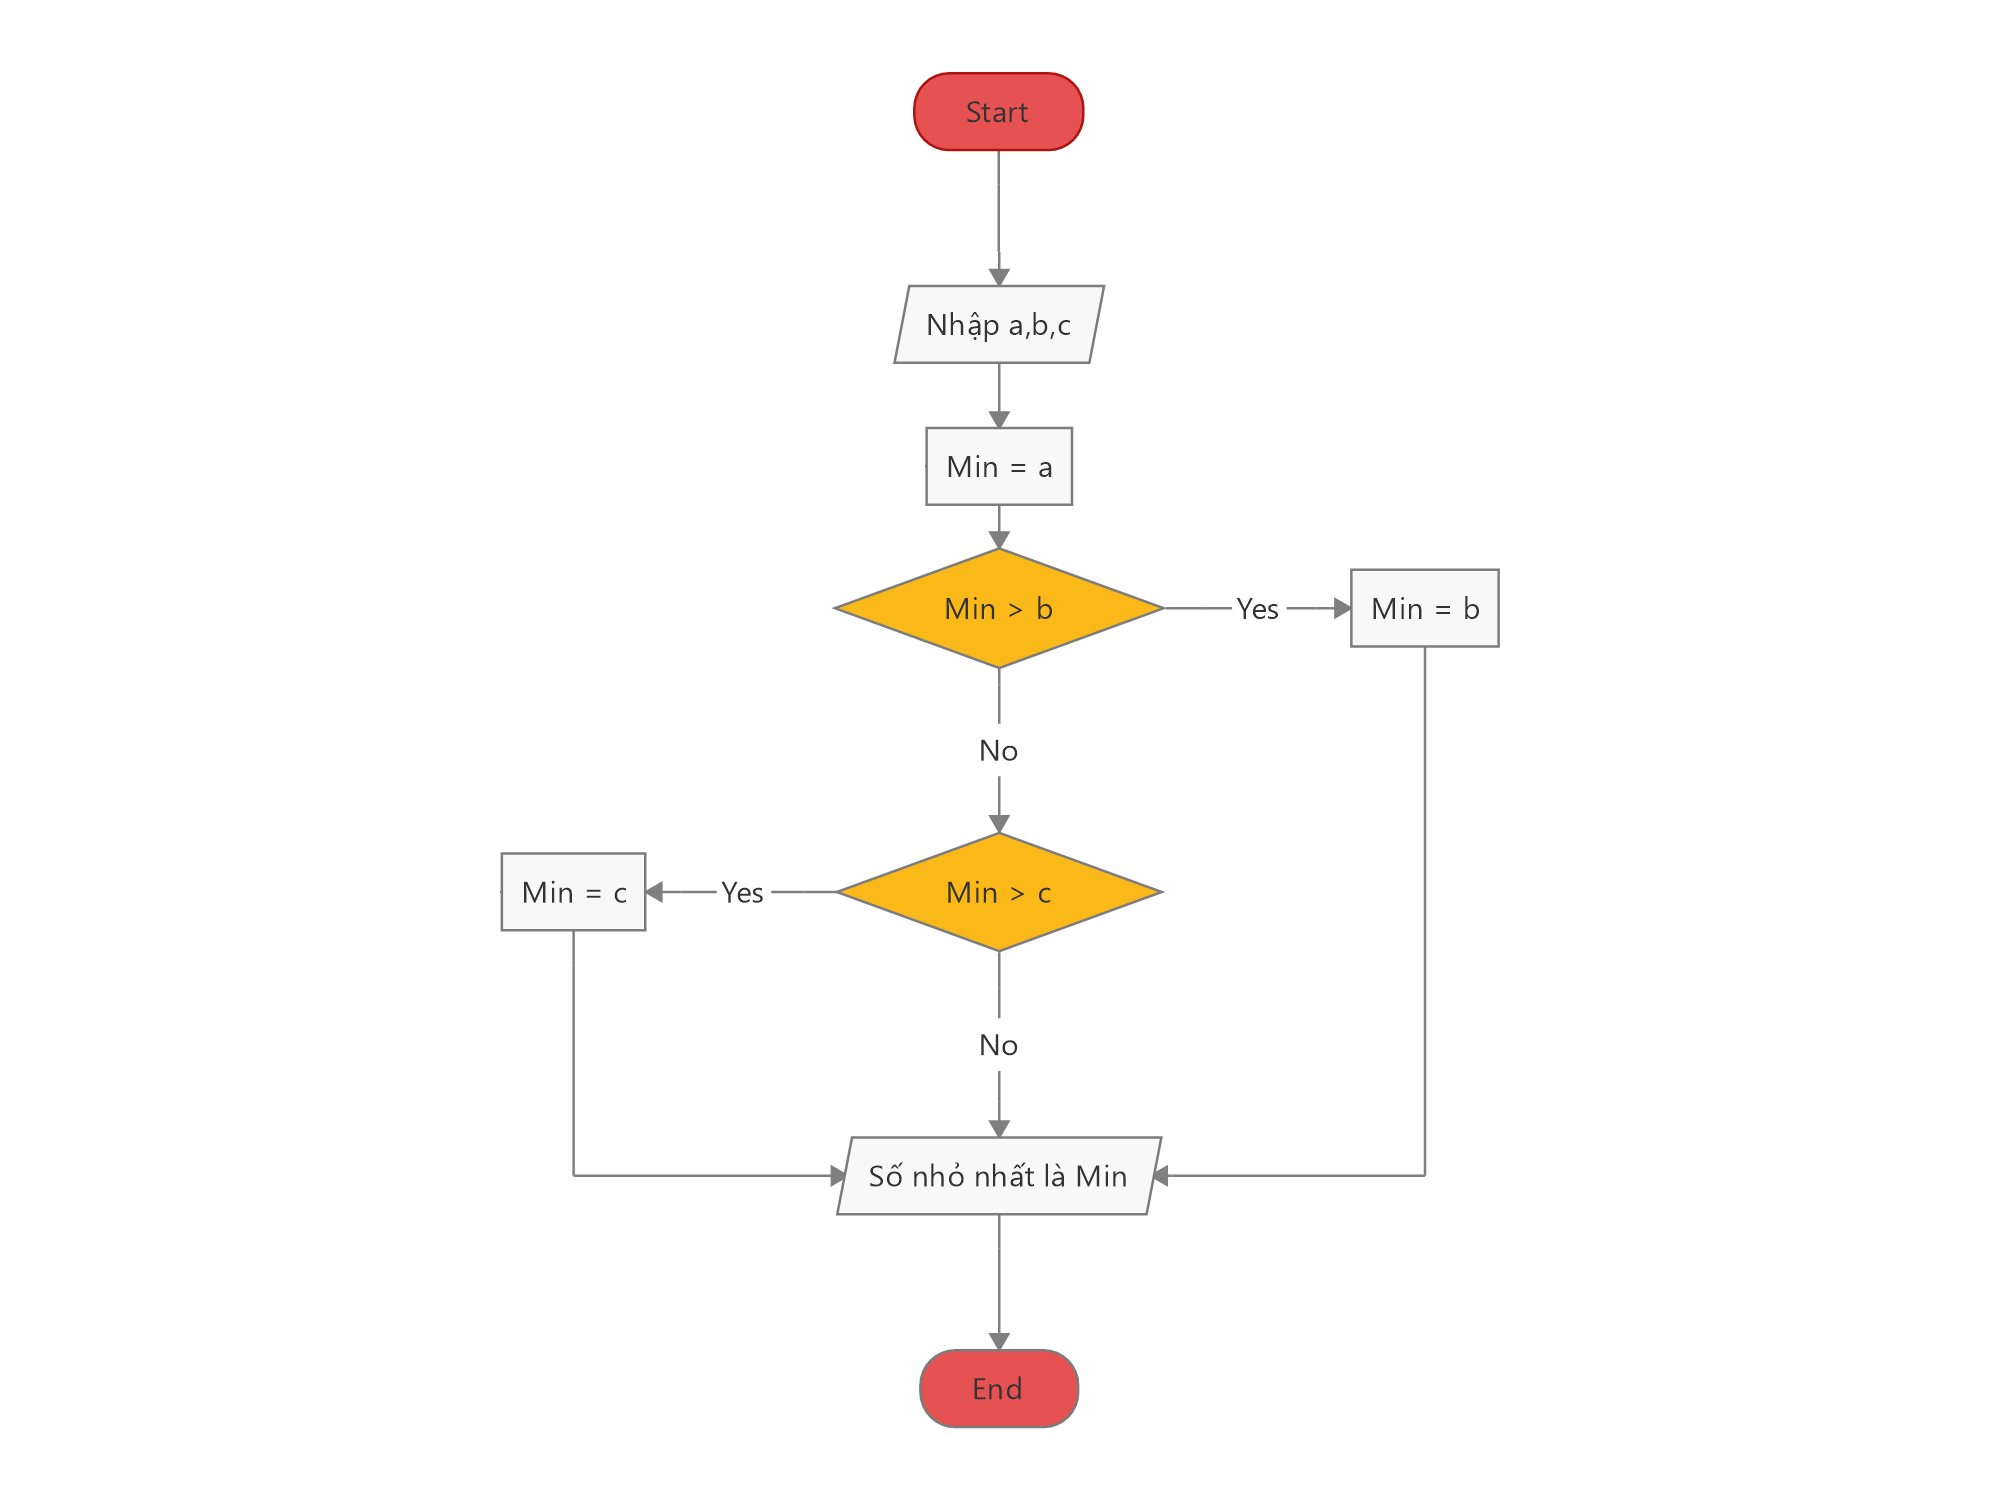 Start
Nhập a,b,c
Min = a
Min > b
Yes
Min = b
No
Min = c
Yes
Min > c
No
Số nhỏ nhất là Min
End